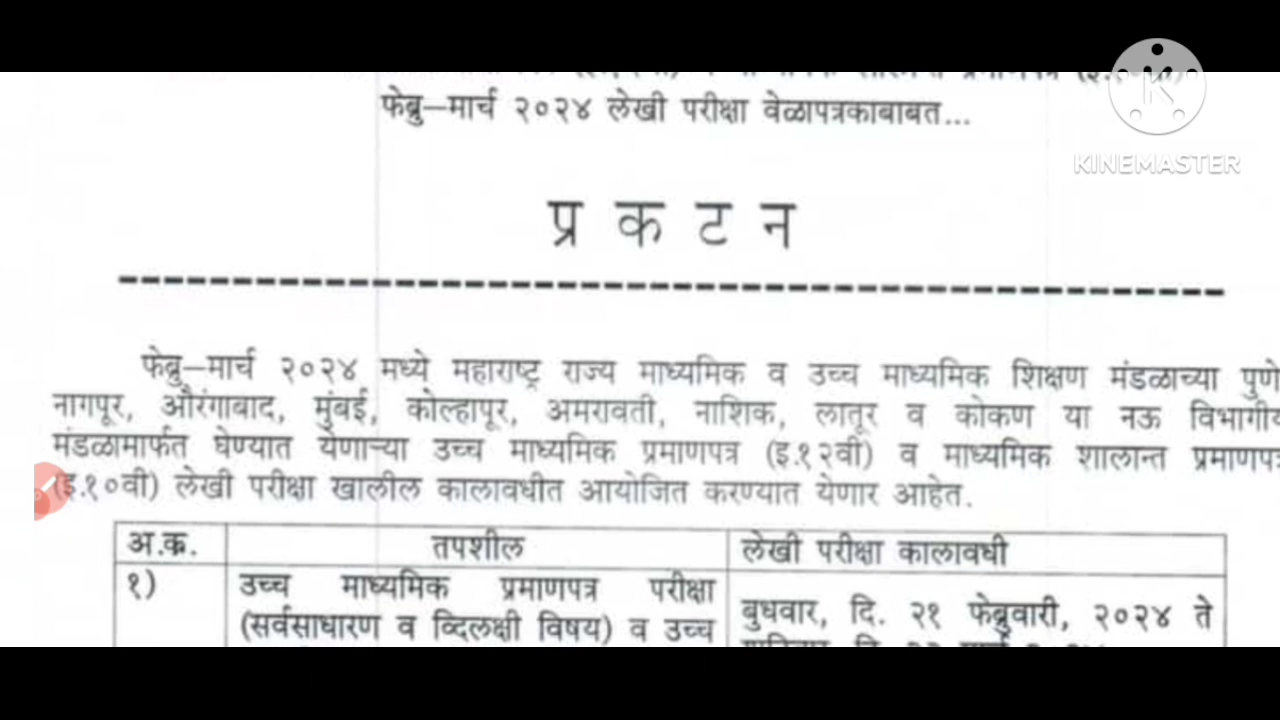 फेब्रु–मार्च २०२४ लेखी परीक्षा वेळापत्रकाबाबत...
KINEMASTER
प्र क ट न
फेब्रु–मार्च २०२४ मध्ये महाराष्ट्र राज्य माध्यमिक व उच्च माध्यमिक शिक्षण मंडळाच्या पुणे
नागपूर, औरंगाबाद, मुंबई, कोल्हापूर, अमरावती, नाशिक, लातूर व कोकण या नऊ विभागीय
मंडळामार्फत घेण्यात येणाऱ्या उच्च माध्यमिक प्रमाणपत्र (इ.१२वी) व माध्यमिक शालान्त प्रमाणपत्र
(इ.१०वी) लेखी परीक्षा खालील कालावधीत आयोजित करण्यात येणार आहेत.
अ.क्र. तपशील लेखी परीक्षा कालावधी
१) उच्च माध्यमिक प्रमाणपत्र परीक्षा
(सर्वसाधारण व व्दिलक्षी विषय) व उच्च
बुधवार, दि. २१ फेब्रुवारी, २०२४ ते